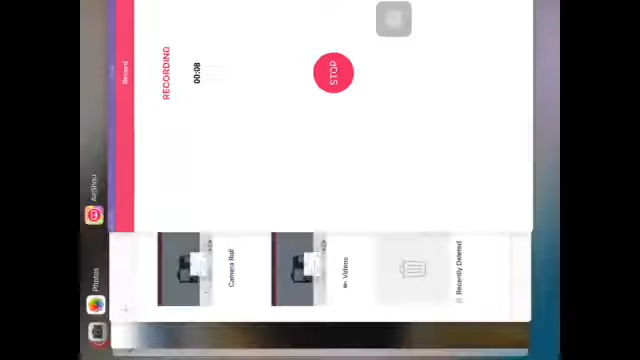 AirShou
Photos
Record
RECORDING
00:08
STOP
Camera Roll
Videos
Recently Deleted